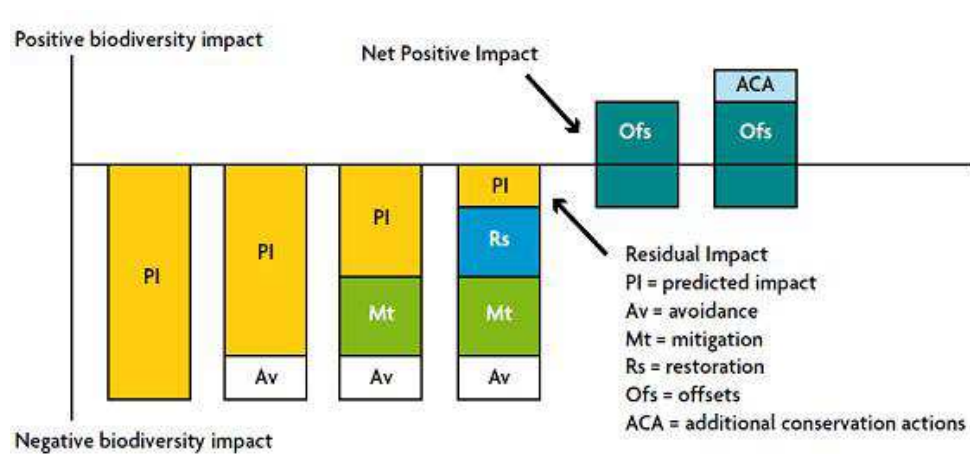 Positive biodiversity impact
Net Positive Impact
ACA
Ofs
Ofs
PI
PI
PI
PI
Rs
Mt
Mt
Av
Av
Av
Residual Impact
PI = predicted impact
Av = avoidance
Mt = mitigation
Rs = restoration
Ofs = offsets
ACA = additional conservation actions
Negative biodiversity impact